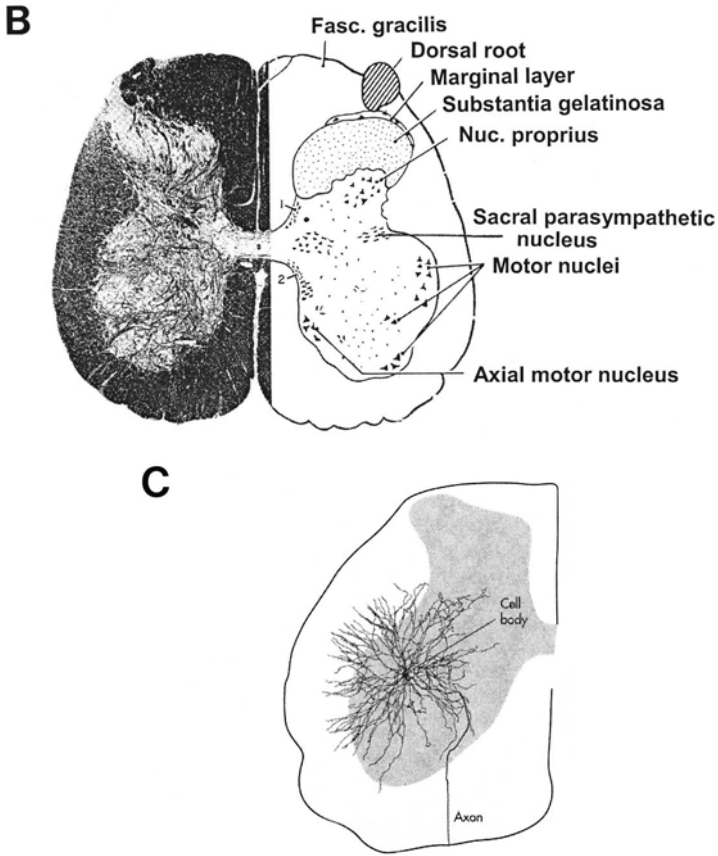 B
Fasc. gracilis
Dorsal root
Marginal layer
Substantia gelatinosa
Nuc. proprius
1
Sacral parasympathetic
nucleus
Motor nuclei
2
Axial motor nucleus
C
Cell
body
Axon